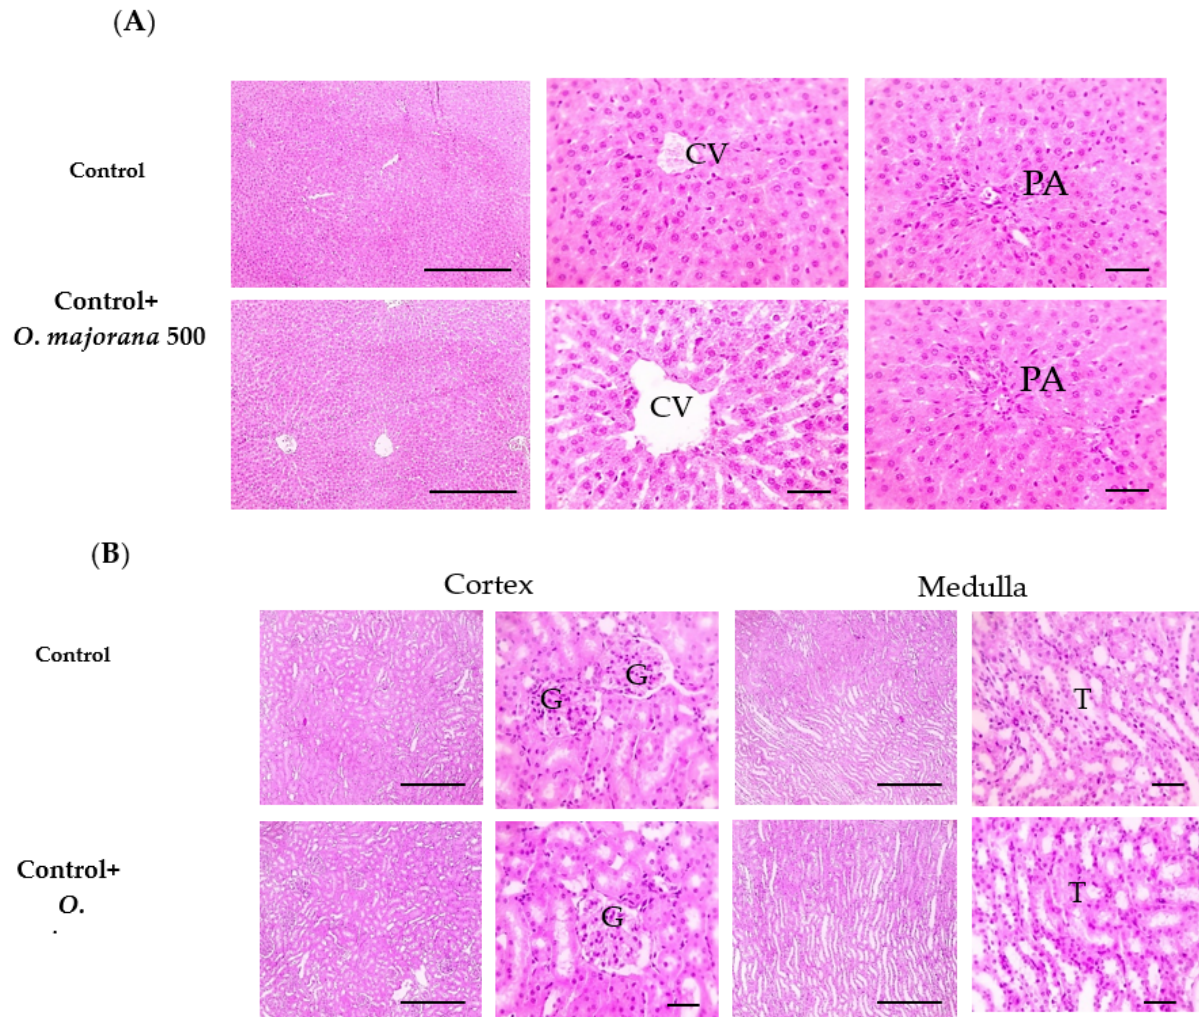 (A)
Control
CV
PA
Control+
O. majorana 500
CV
PA
(B)
Cortex
Medulla
Control
G
G
T
Control+
O.
.
G
T